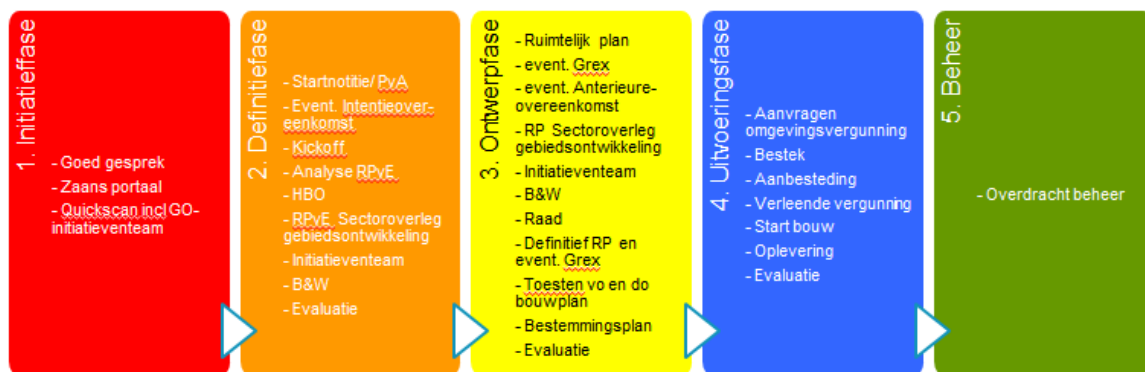 1. Initiatieffase
- Goed gesprek
- Zaans portaal
- Quickscan incl GO-
initiatieventeam
2. Definitiefase
- Startnotitie/ PvA
- Event. Intentieover-
eenkomst
- Kickoff
- Analyse RPvE
- HBO
- RPvE Sectoroverleg
gebiedsontwikkeling
- Initiatieventeam
- B&W
- Evaluatie
3. Ontwerpfase
- Ruimtelijk plan
- event. Grex
- event. Anterieure-
overeenkomst
- RP Sectoroverleg
gebiedsontwikkeling
- Initiatieventeam
- B&W
- Raad
- Definitief RP en
event. Grex
- Toesten vo en do
bouwplan
- Bestemmingsplan
- Evaluatie
4. Uitvoeringsfase
- Aanvragen
omgevingsvergunning
- Bestek
- Aanbesteding
- Verleende vergunning
- Start bouw
- Oplevering
- Evaluatie
5. Beheer
- Overdracht beheer